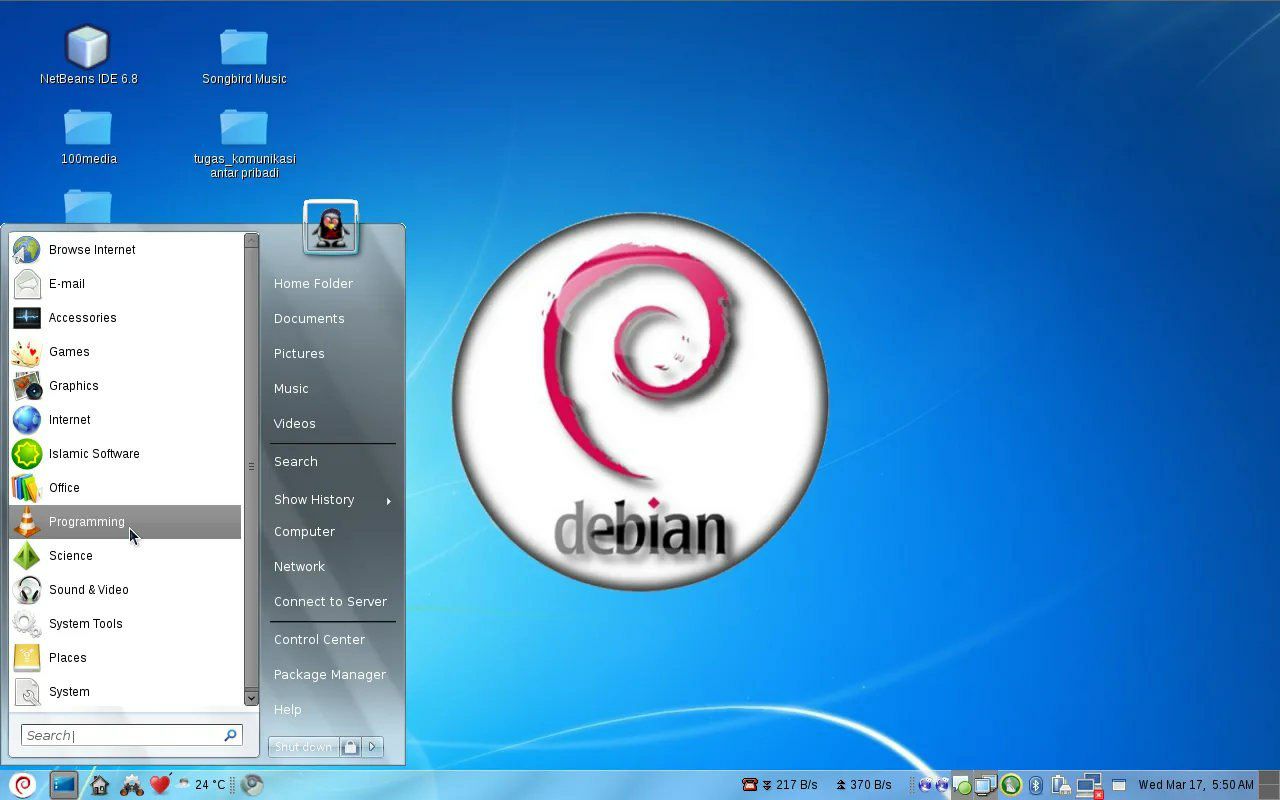 NetBeans IDE 6.8
Songbird Music
100media
tugas_komunikasi
antar pribadi
Browse Internet
E-mail
Accessories
Games
Graphics
Internet
Islamic Software
Office
Programming
Science
Sound & Video
System Tools
Places
System
Search
Home Folder
Documents
Pictures
Music
Videos
Search
Show History
Computer
Network
Connect to Server
Control Center
Package Manager
Help
Shut down
debian
24 °C
217 B/s
370 B/s
Wed Mar 17, 5:50 AM